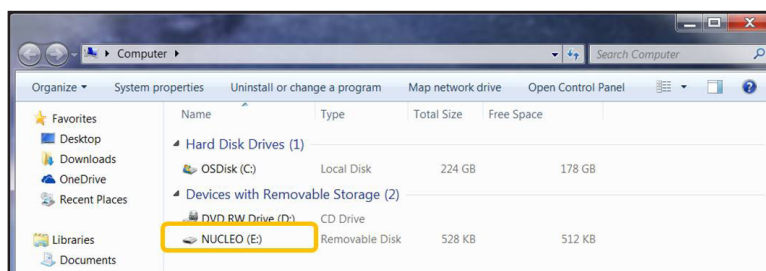 Computer
Search Computer
Organize System properties Uninstall or change a program Map network drive Open Control Panel
Favorites
Desktop
Downloads
OneDrive
Recent Places
Libraries
Documents
Name Type Total Size Free Space
Hard Disk Drives (1)
OSDisk (C:) Local Disk 224 GB 178 GB
Devices with Removable Storage (2)
DVD RW Drive (D:) CD Drive
NUCLEO (E:) Removable Disk 528 KB 512 KB